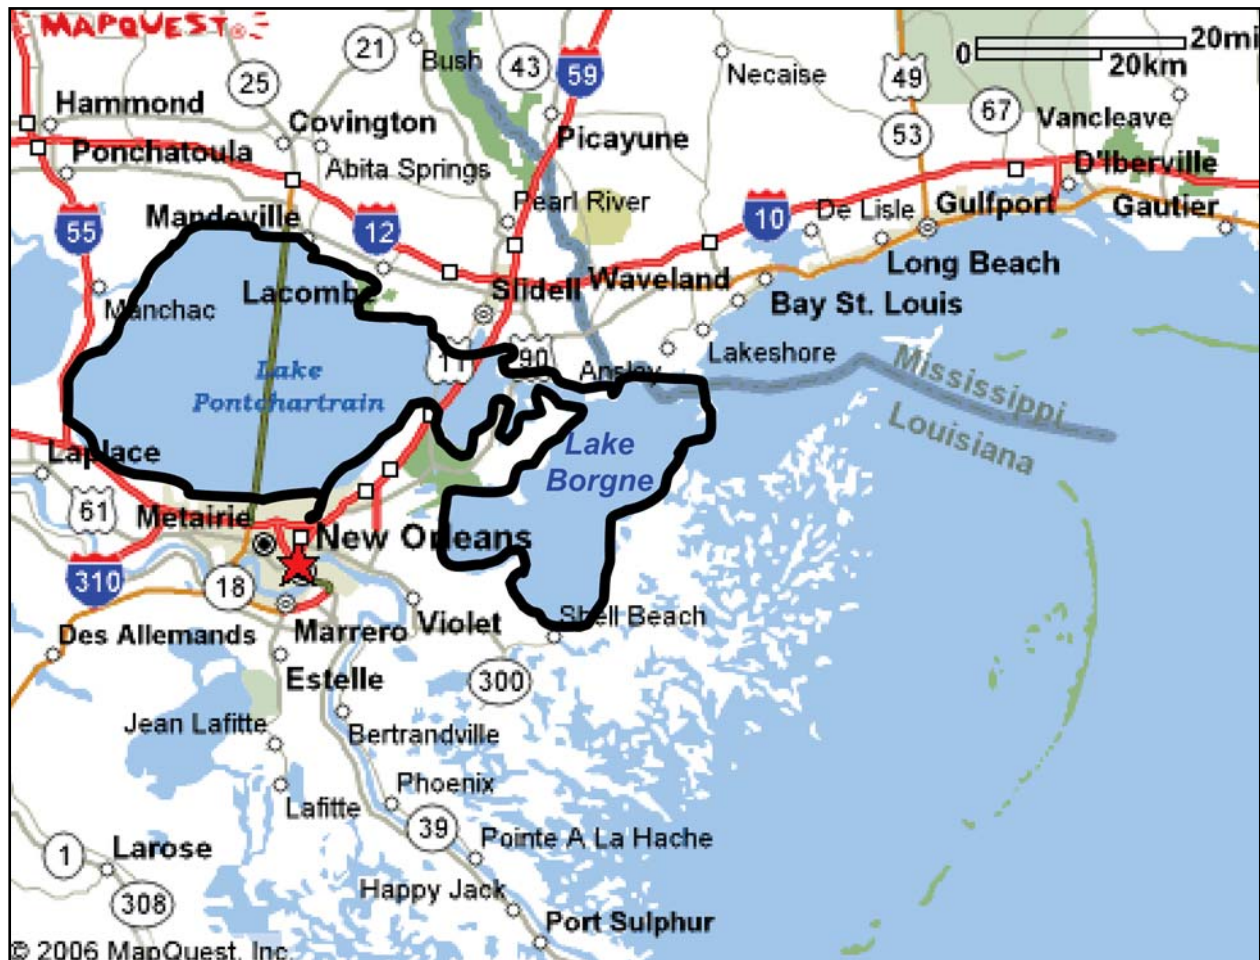 MAPQUEST
21
Bush
43
59
Necaise
49
0
20mi
20km
25
Hammond
Covington
Picayune
53
67
Vancleave
Ponchatoula
Abita Springs
D'Iberville
55
Mandeville
12
Pearl River
10
De Lisle
Gulfport
Gautier
Manchac
Lacombe
Slidell
Waveland
Long Beach
Bay St. Louis
11
90
Ansley
Lakeshore
Mississippi
Louisiana
Lake
Pontchartrain
Lake
Borgne
Laplace
61
Metairie
New Orleans
310
18
Des Allemands
Marrero
Violet
Shell Beach
Estelle
300
Jean Lafitte
Bertrandville
Lafitte
Phoenix
39
Pointe A La Hache
1
Larose
308
Happy Jack
Port Sulphur
© 2006 MapQuest, Inc.